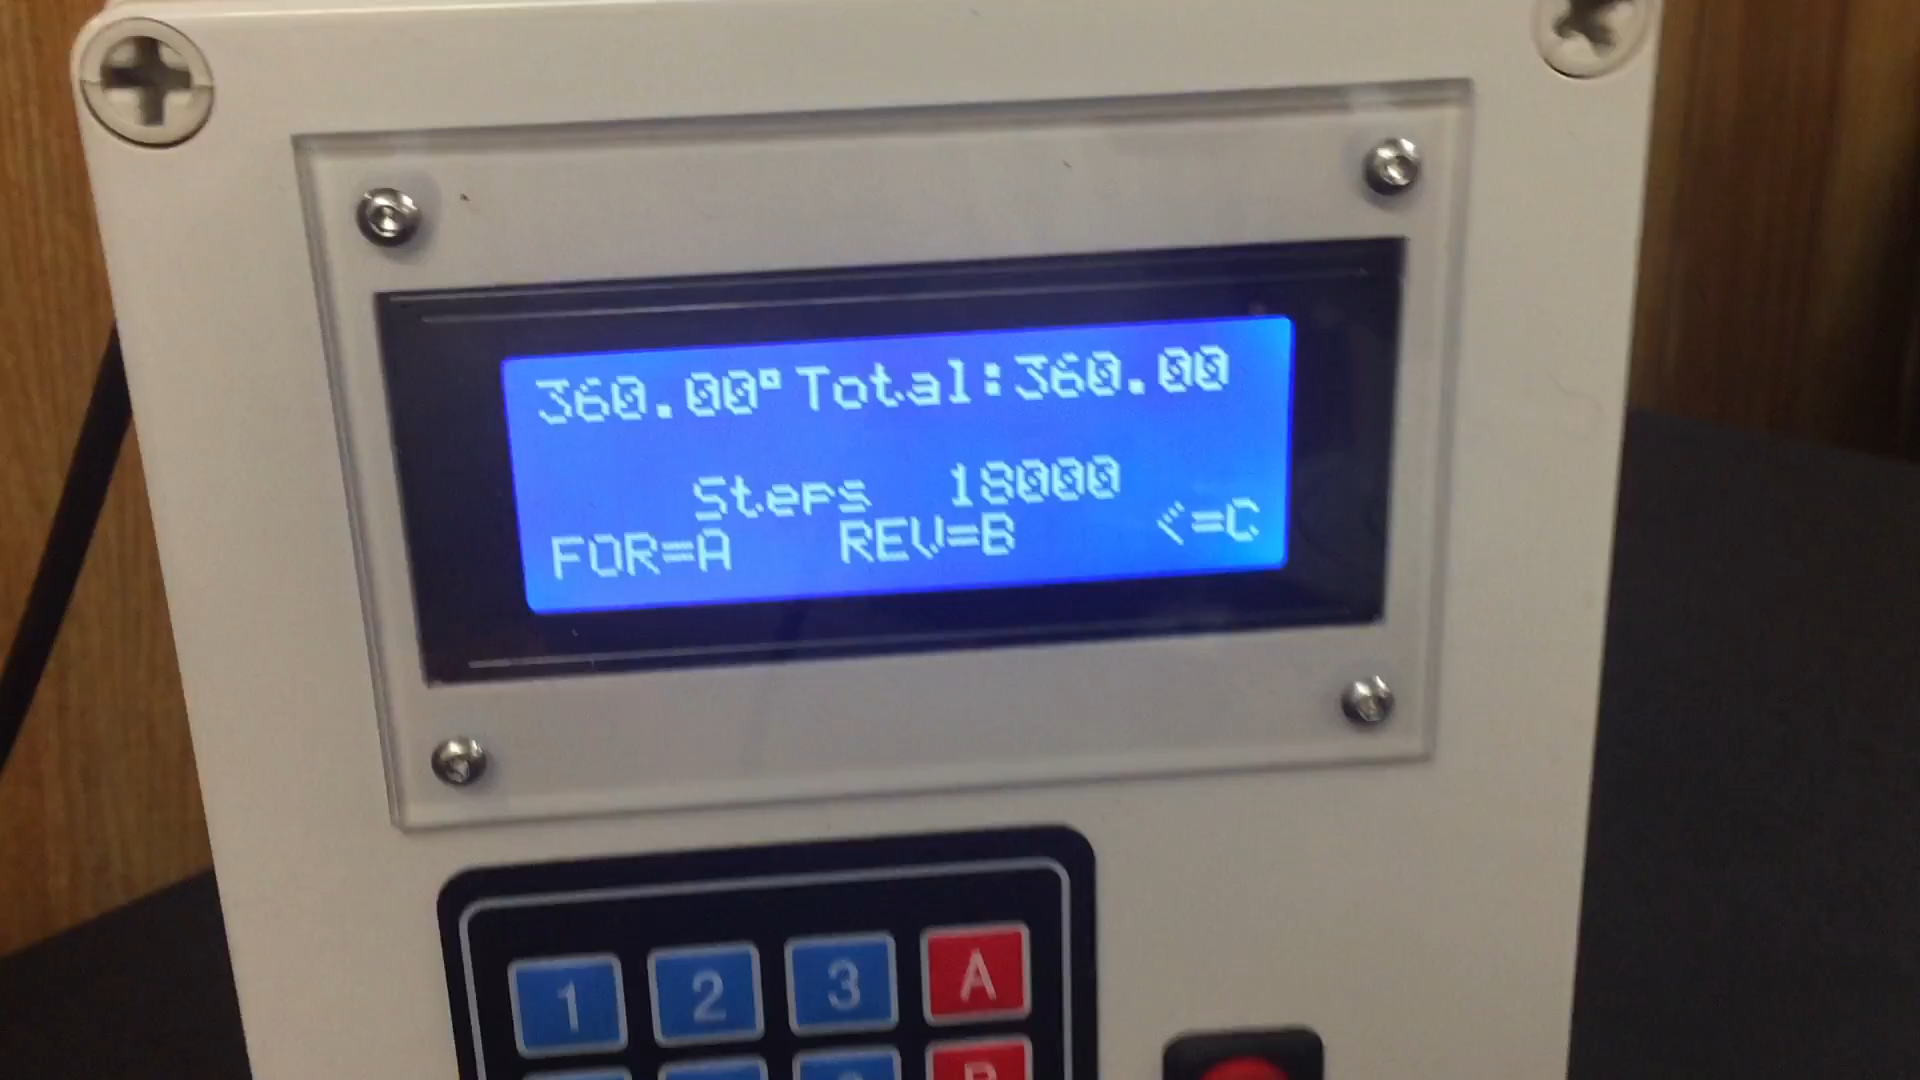 360.00°Total:360.00
Steps 18000
FOR=A REV=B <=C
1 2 3 A
B